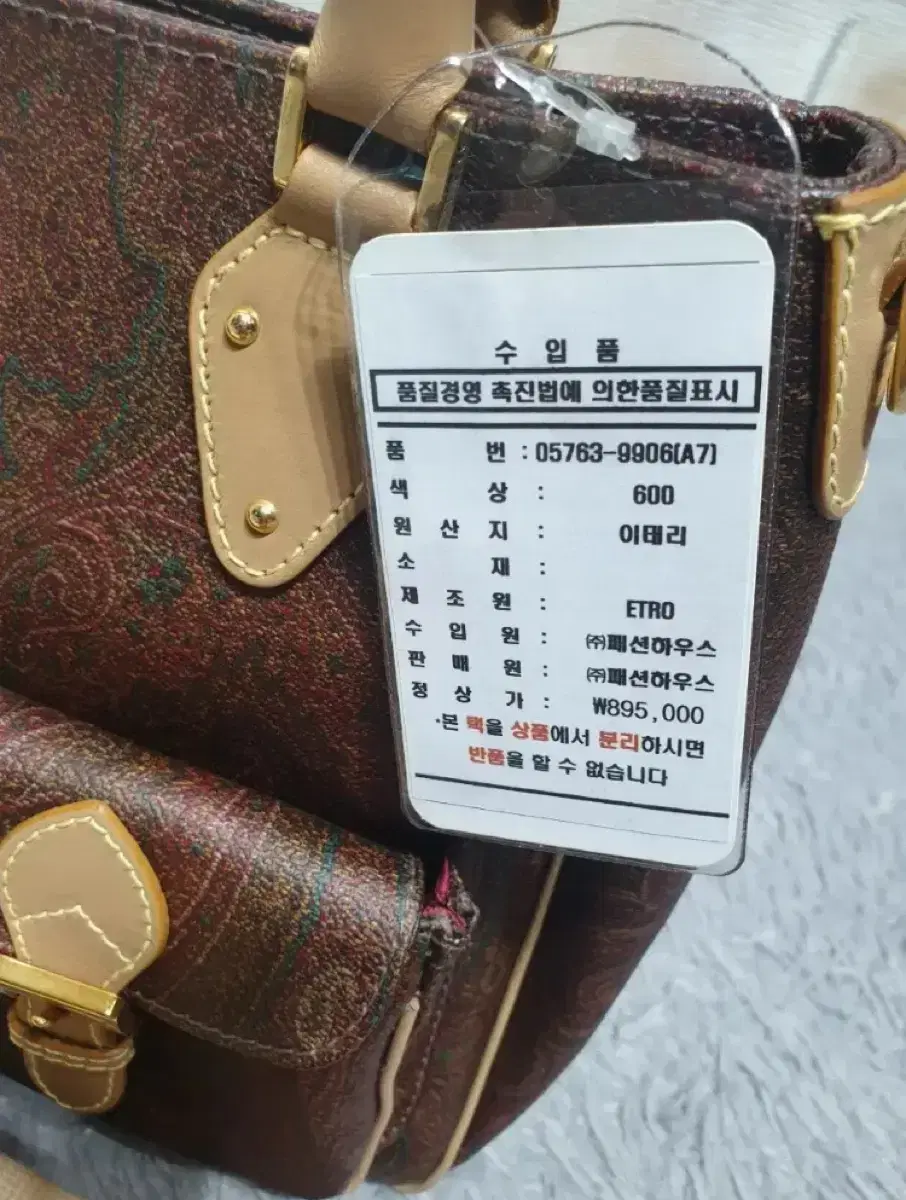 수 입 품
품질경영 촉진법에 의한품질표시
품 번 : 05763-9906(A7)
색 상 : 600
원 산 지 : 이테리
소 재 :
제 조 원 : ETRO
수 입 원 : ㈜패션하우스
판 매 원 : ㈜패션하우스
정 상 가 : ₩895,000
·본 택을 상품에서 분리하시면
반품을 할 수 없습니다